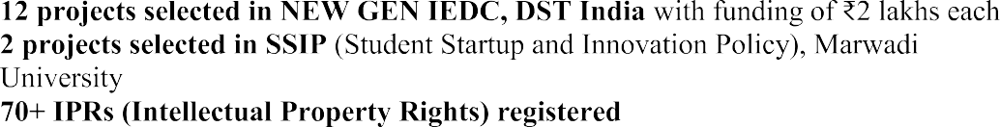 12 projects selected in NEW GEN IEDC, DST India with funding of ₹2 lakhs each
2 projects selected in SSIP (Student Startup and Innovation Policy), Marwadi
University
70+ IPRs (Intellectual Property Rights) registered